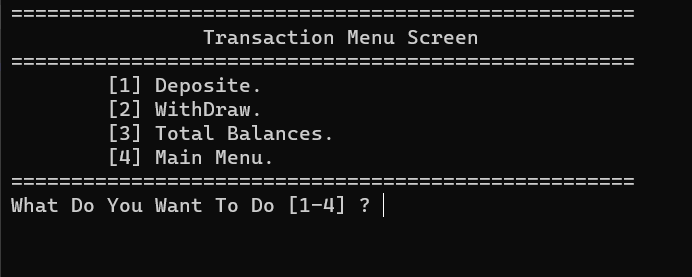 ====================================================
Transaction Menu Screen
====================================================
[1] Deposite.
[2] WithDraw.
[3] Total Balances.
[4] Main Menu.
====================================================
What Do You Want To Do [1-4] ?